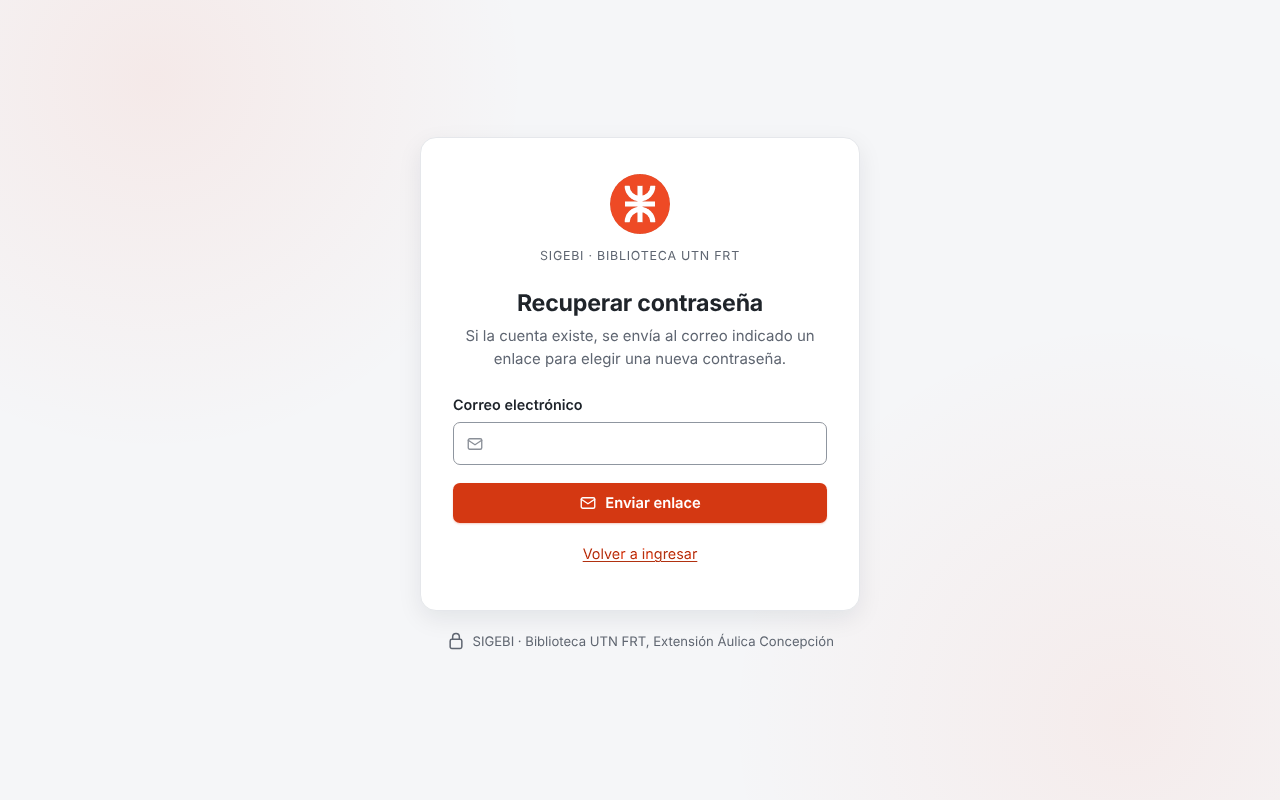 SIGEBI · BIBLIOTECA UTN FRT
Recuperar contraseña
Si la cuenta existe, se envía al correo indicado un
enlace para elegir una nueva contraseña.
Correo electrónico
Enviar enlace
Volver a ingresar
SIGEBI · Biblioteca UTN FRT, Extensión Áulica Concepción